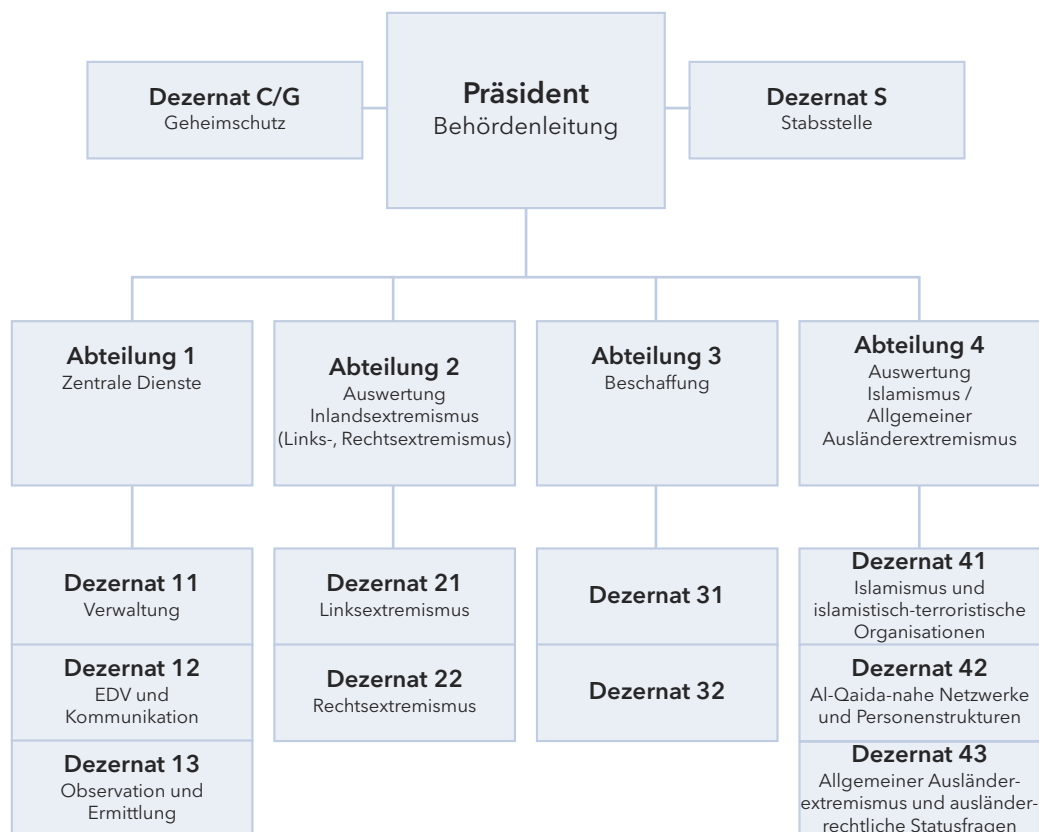 Dezernat C/G
Geheimschutz
Präsident
Behördenleitung
Dezernat S
Stabsstelle
Abteilung 1
Zentrale Dienste
Abteilung 2
Auswertung
Inlandsextremismus
(Links-, Rechtsextremismus)
Abteilung 3
Beschaffung
Abteilung 4
Auswertung
Islamismus /
Allgemeiner
Ausländerextremismus
Dezernat 11
Verwaltung
Dezernat 12
EDV und
Kommunikation
Dezernat 13
Observation und
Ermittlung
Dezernat 21
Linksextremismus
Dezernat 22
Rechtsextremismus
Dezernat 31
Dezernat 32
Dezernat 41
Islamismus und
islamistisch-terroristische
Organisationen
Dezernat 42
Al-Qaida-nahe Netzwerke
und Personenstrukturen
Dezernat 43
Allgemeiner Ausländer-
extremismus und ausländer-
rechtliche Statusfragen